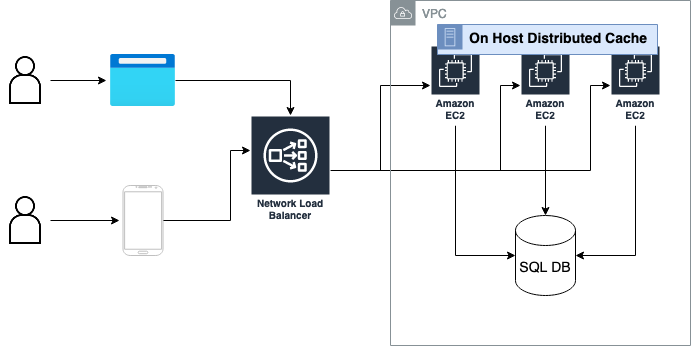 VPC
On Host Distributed Cache
Amazon
EC2
Amazon
EC2
Amazon
EC2
Network Load
Balancer
SQL DB